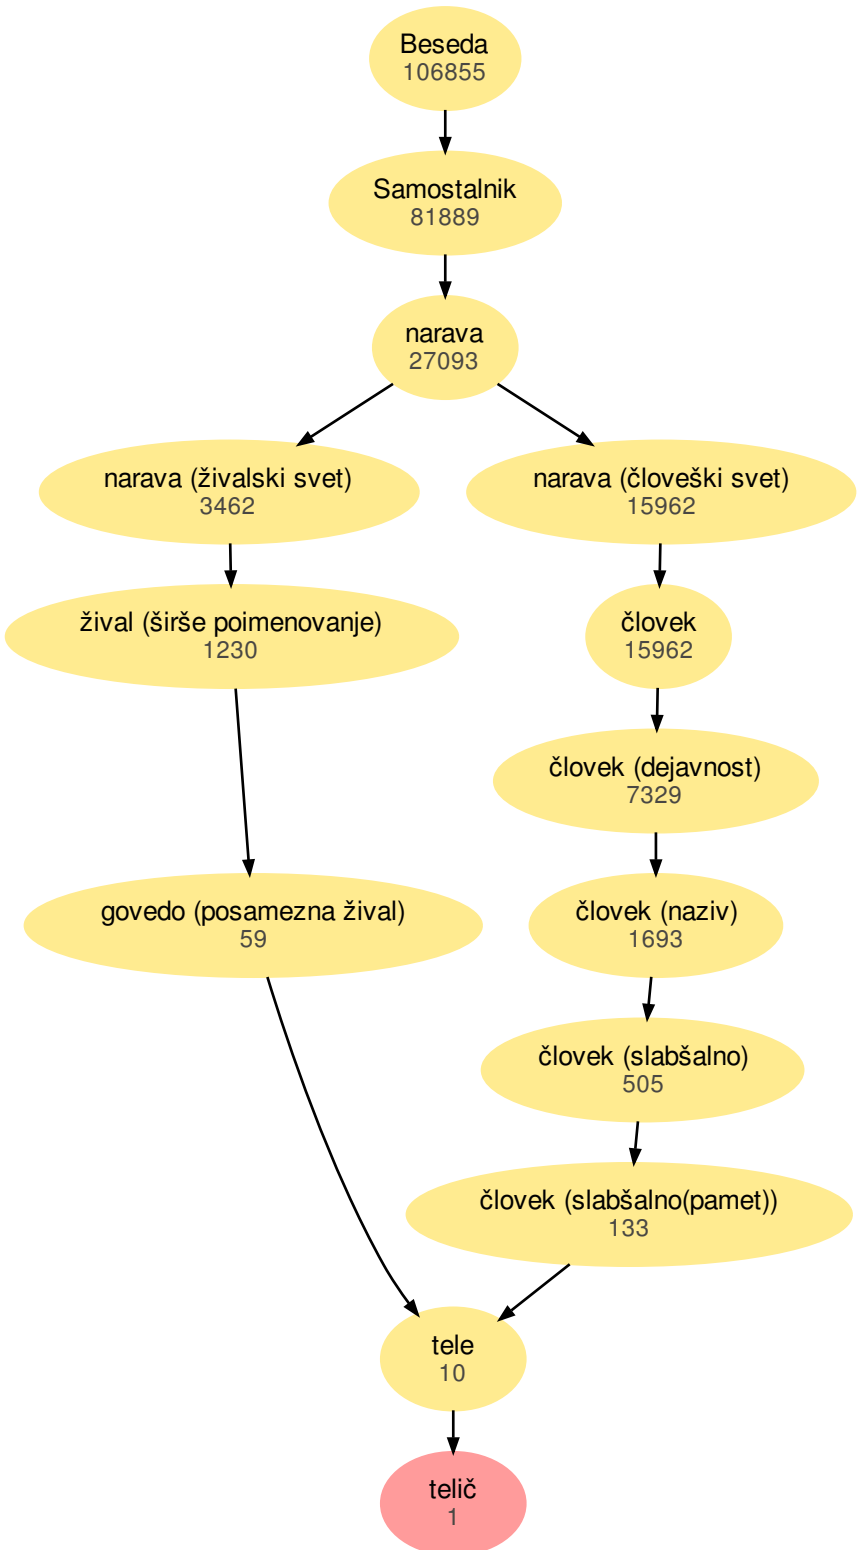 Beseda
106855
Samostalnik
81889
narava
27093
narava (živalski svet)
3462
narava (človeški svet)
15962
žival (širše poimenovanje)
1230
človek
15962
človek (dejavnost)
7329
govedo (posamezna žival)
59
človek (naziv)
1693
človek (slabšalno)
505
človek (slabšalno(pamet))
133
tele
10
telič
1